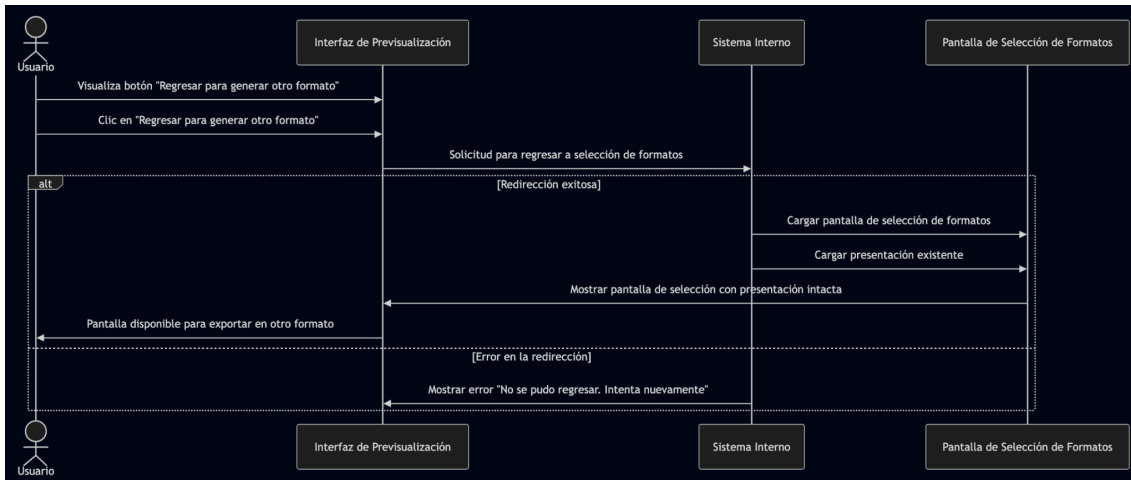 Usuario
Interfaz de Previsualización
Sistema Interno
Pantalla de Selección de Formatos
Visualiza botón "Regresar para generar otro formato"
Clic en "Regresar para generar otro formato"
Solicitud para regresar a selección de formatos
alt
[Redirección exitosa]
Cargar pantalla de selección de formatos
Cargar presentación existente
Mostrar pantalla de selección con presentación intacta
Pantalla disponible para exportar en otro formato
[Error en la redirección]
Mostrar error "No se pudo regresar. Intenta nuevamente"
Usuario
Interfaz de Previsualización
Sistema Interno
Pantalla de Selección de Formatos